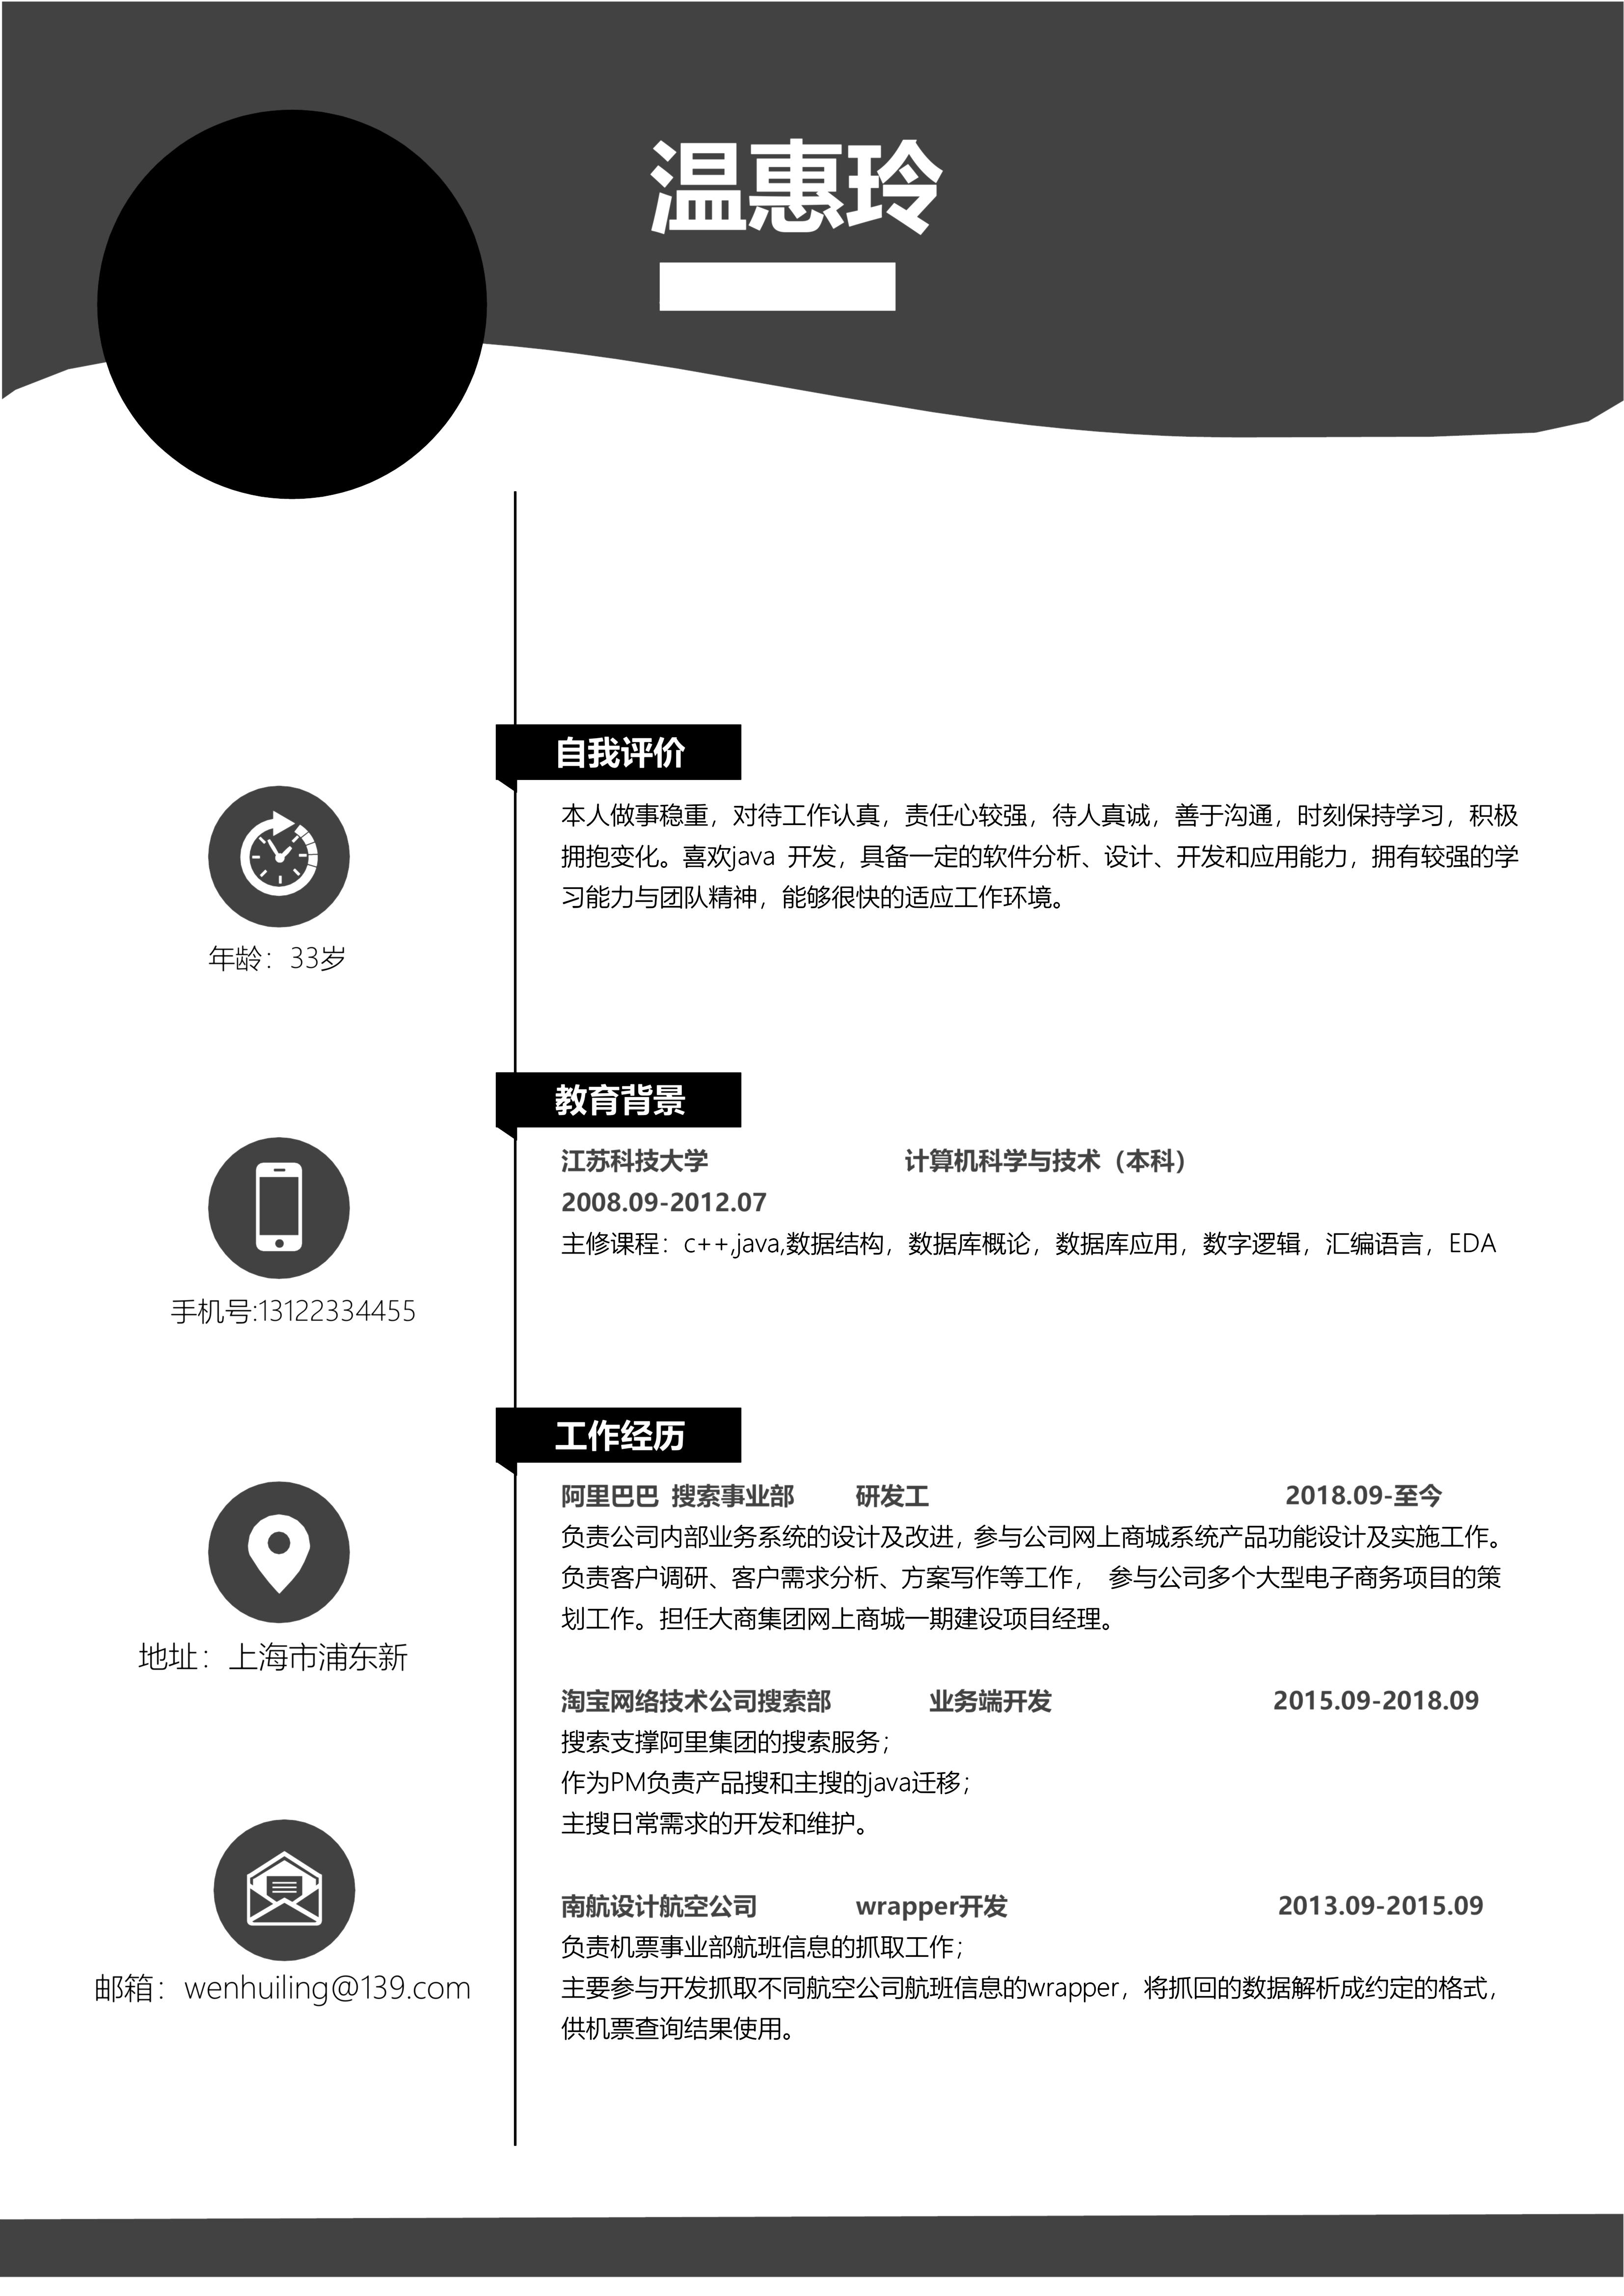 温惠玲
自我评价
本人做事稳重，对待工作认真，责任心较强，待人真诚，善于沟通，时刻保持学习，积极
拥抱变化。喜欢java 开发，具备一定的软件分析、设计、开发和应用能力，拥有较强的学
习能力与团队精神，能够很快的适应工作环境。
年龄：33岁
教育背景
江苏科技大学 计算机科学与技术（本科）
2008.09-2012.07
主修课程：c++,java,数据结构，数据库概论，数据库应用，数字逻辑，汇编语言，EDA
手机号:13122334455
工作经历
阿里巴巴 搜索事业部 研发工 2018.09-至今
负责公司内部业务系统的设计及改进，参与公司网上商城系统产品功能设计及实施工作。
负责客户调研、客户需求分析、方案写作等工作， 参与公司多个大型电子商务项目的策
划工作。担任大商集团网上商城一期建设项目经理。
地址：上海市浦东新
淘宝网络技术公司搜索部 业务端开发 2015.09-2018.09
搜索支撑阿里集团的搜索服务；
作为PM负责产品搜和主搜的java迁移；
主搜日常需求的开发和维护。
南航设计航空公司 wrapper开发 2013.09-2015.09
负责机票事业部航班信息的抓取工作；
主要参与开发抓取不同航空公司航班信息的wrapper，将抓回的数据解析成约定的格式，
供机票查询结果使用。
邮箱：wenhuiling@139.com